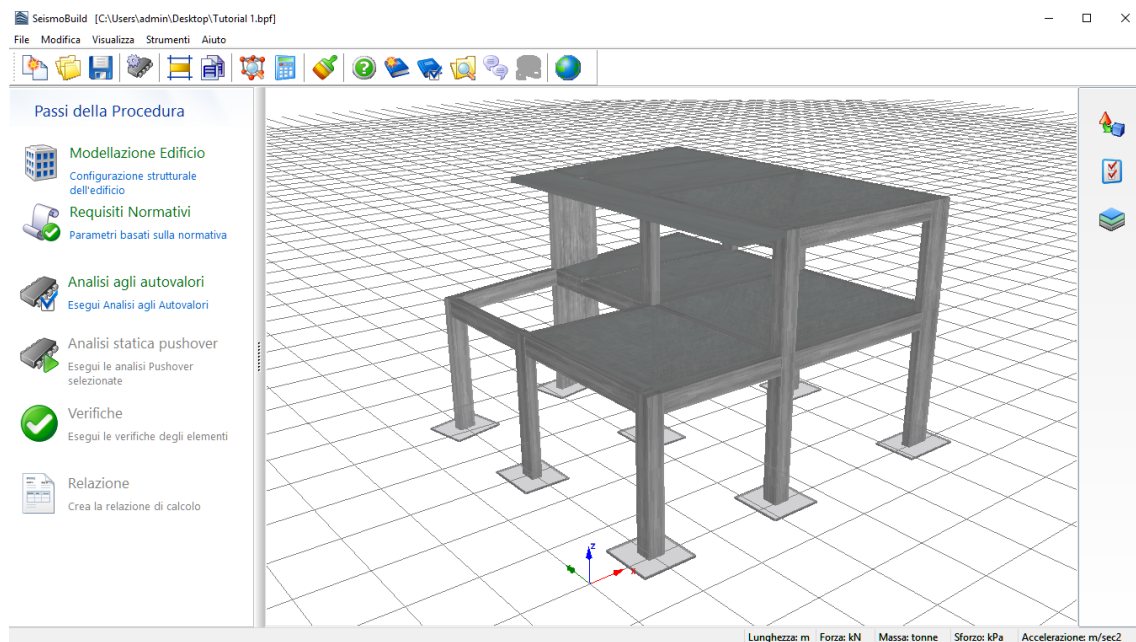 SeismoBuild [C:\Users\admin\Desktop\Tutorial 1.bpf]
File Modifica Visualizza Strumenti Aiuto
Passi della Procedura
Modellazione Edificio
Configurazione strutturale
dell'edificio
Requisiti Normativi
Parametri basati sulla normativa
Analisi agli autovalori
Esegui Analisi agli Autovalori
Analisi statica pushover
Esegui le analisi Pushover
selezionate
Verifiche
Esegui le verifiche degli elementi
Relazione
Crea la relazione di calcolo
z
x
Lunghezza: m Forza: kN Massa: tonne Sforzo: kPa Accelerazione: m/sec2